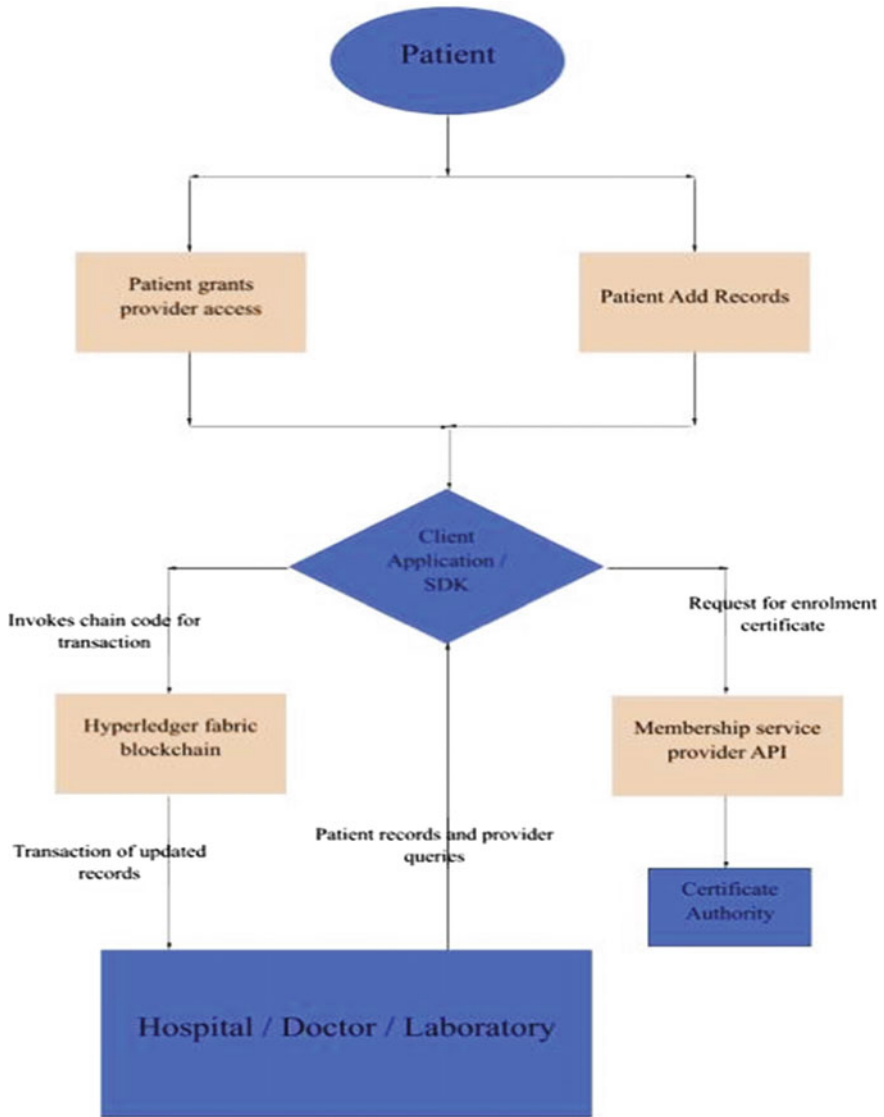 Patient
Patient grants
provider access
Patient Add Records
Client
Application /
SDK
Invokes chain code for
transaction
Request for enrolment
certificate
Hyperledger fabric
blockchain
Membership service
provider API
Transaction of updated
records
Patient records and provider
queries
Certificate
Authority
Hospital / Doctor / Laboratory